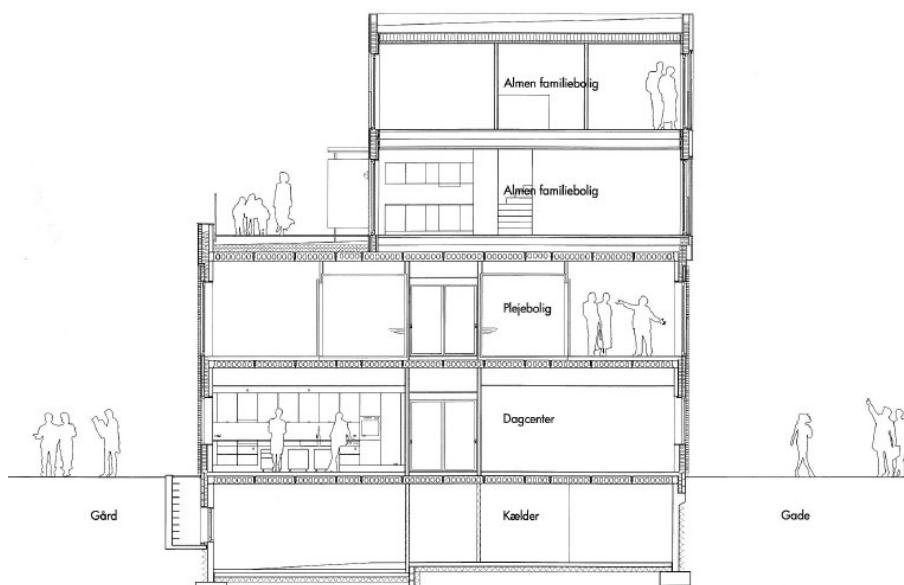 Almen familiebolig
Almen familiebolig
Plejebolig
Dagcenter
Gård
Kælder
Gade